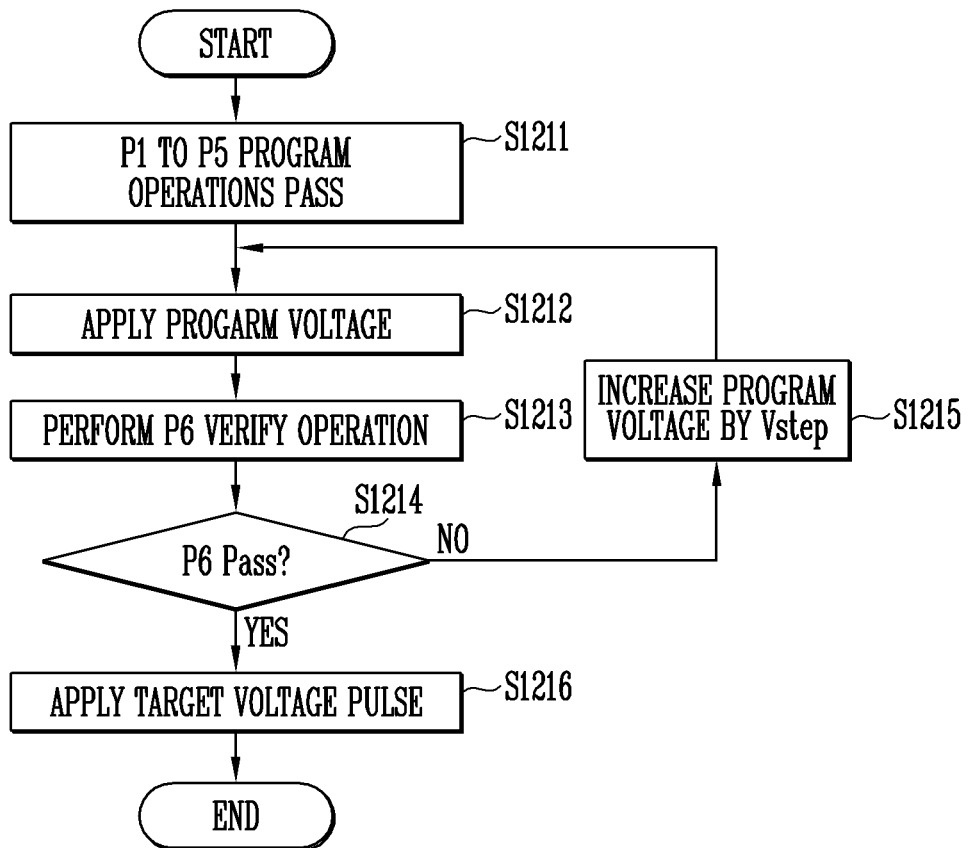 START
P1 TO P5 PROGRAM
OPERATIONS PASS
S1211
APPLY PROGARM VOLTAGE
S1212
PERFORM P6 VERIFY OPERATION
S1213
INCREASE PROGRAM
VOLTAGE BY Vstep
S1215
S1214
P6 Pass?
NO
YES
APPLY TARGET VOLTAGE PULSE
S1216
END